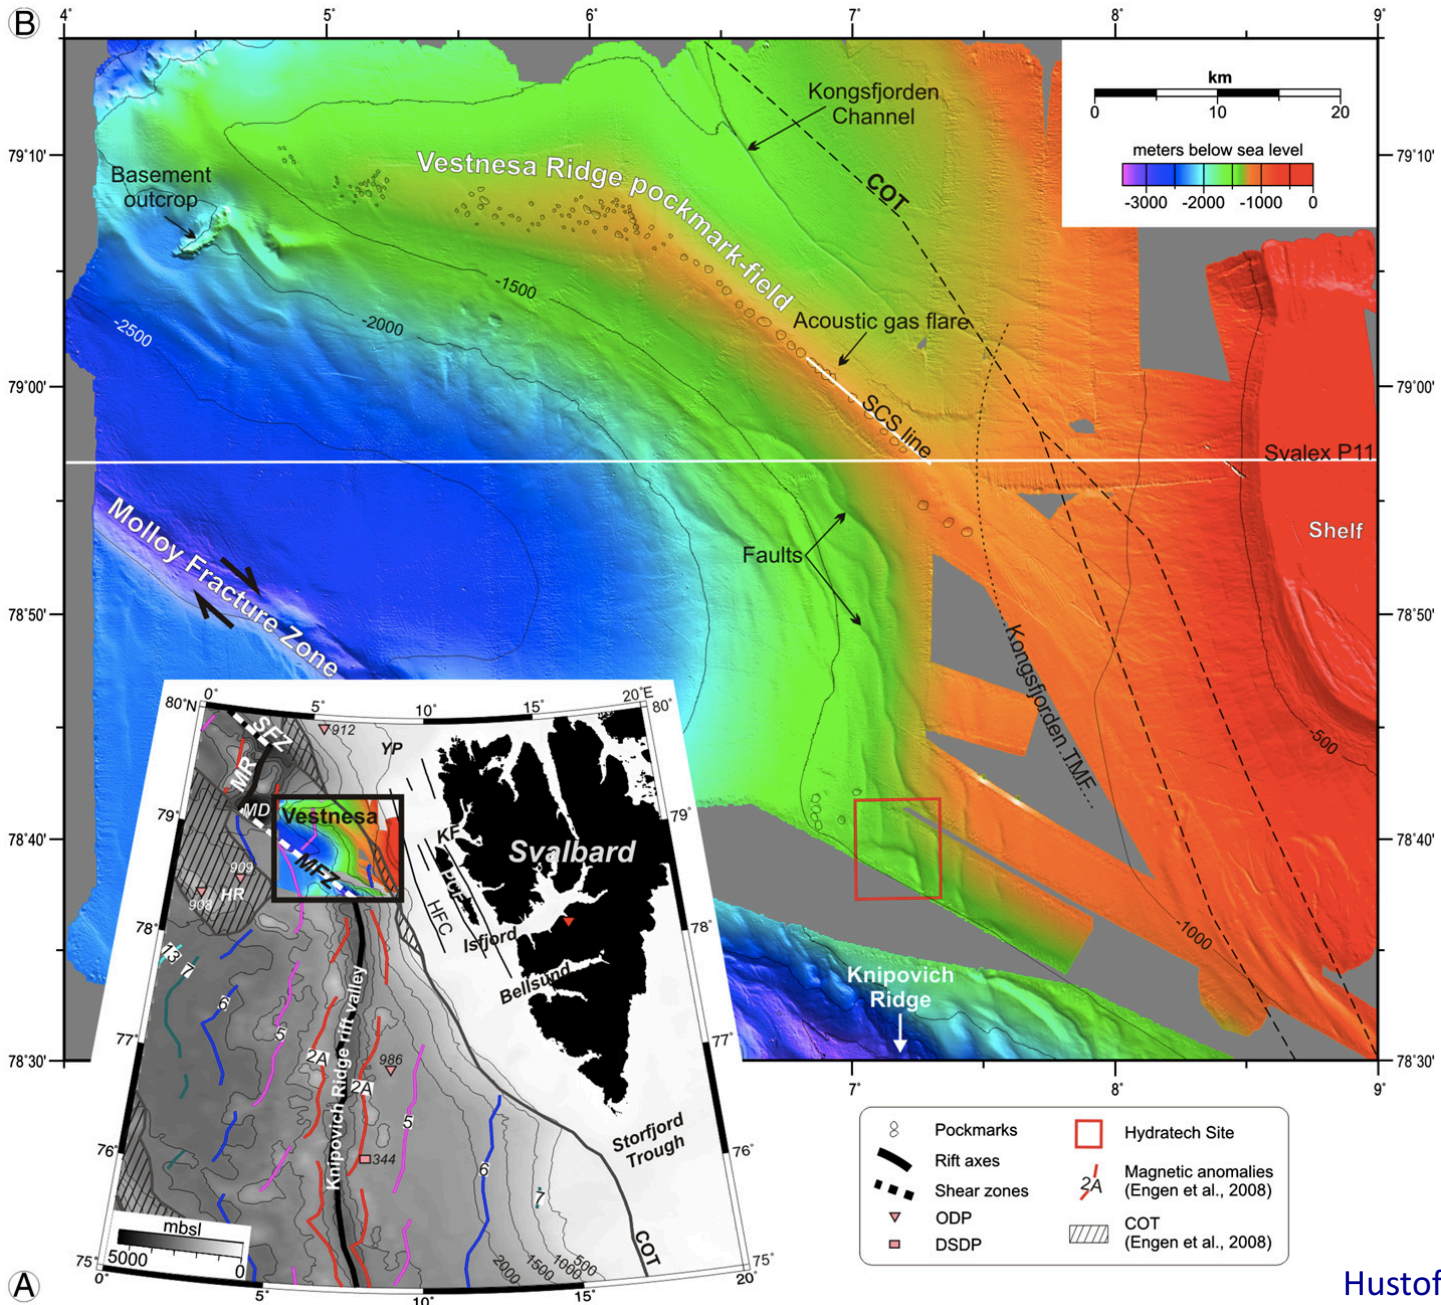 B
4°
5°
6°
7°
8°
9°
km
0
10
20
meters below sea level
-3000
-2000
-1000
0
79°10'
79°10'
Kongsfjorden
Channel
Vestnesa Ridge pockmark-field
COT
Basement
outcrop
-1500
-2000
-2500
Acoustic gas flare
79°00'
79°00'
SCS line
Svalex P11
Shelf
Faults
Molloy Fracture Zone
78°50'
78°50'
Kongsfjorden TMF...
-500
78°40'
78°40'
-1000
Knipovich
Ridge
78°30'
78°30'
7°
8°
9°
0°
5°
10°
15°
20°E
80°N
80°
SFZ
912
YP
MR
MD
Vestnesa
79°
79°
KF
Svalbard
MFZ
909
HR
908
PCF
HFC
78°
78°
Isfjord
Bellsund
13
7
6
5
2A
Knipovich Ridge rift valley
2A
986
5
77°
77°
344
6
7
Storfjord
Trough
76°
76°
COT
mbsl
5000
0
2000
1500
1000
500
75°
75°
0°
5°
10°
15°
20°
A
Pockmarks
Rift axes
Shear zones
ODP
DSDP
Hydratech Site
2A
Magnetic anomalies
(Engen et al., 2008)
COT
(Engen et al., 2008)
Hustof